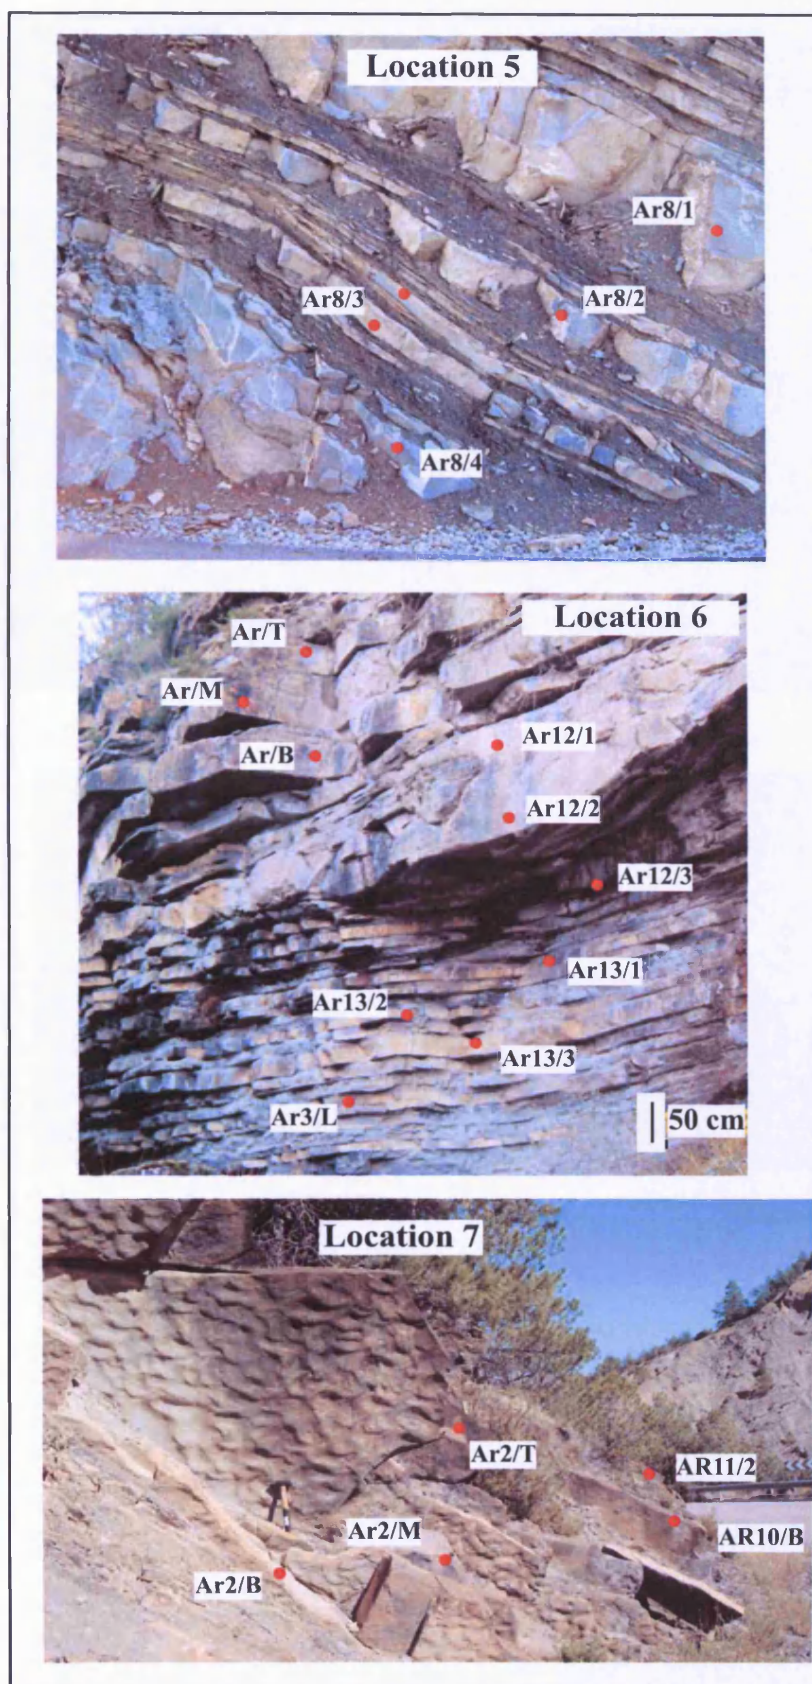 Location 5
Ar8/1
Ar8/2
Ar8/3
Ar8/4
Location 6
Ar/T
Ar/M
Ar/B
Ar12/1
Ar12/2
Ar12/3
Ar13/1
Ar13/2
Ar13/3
Ar3/L
50 cm
Location 7
Ar2/T
AR11/2
Ar2/M
AR10/B
Ar2/B